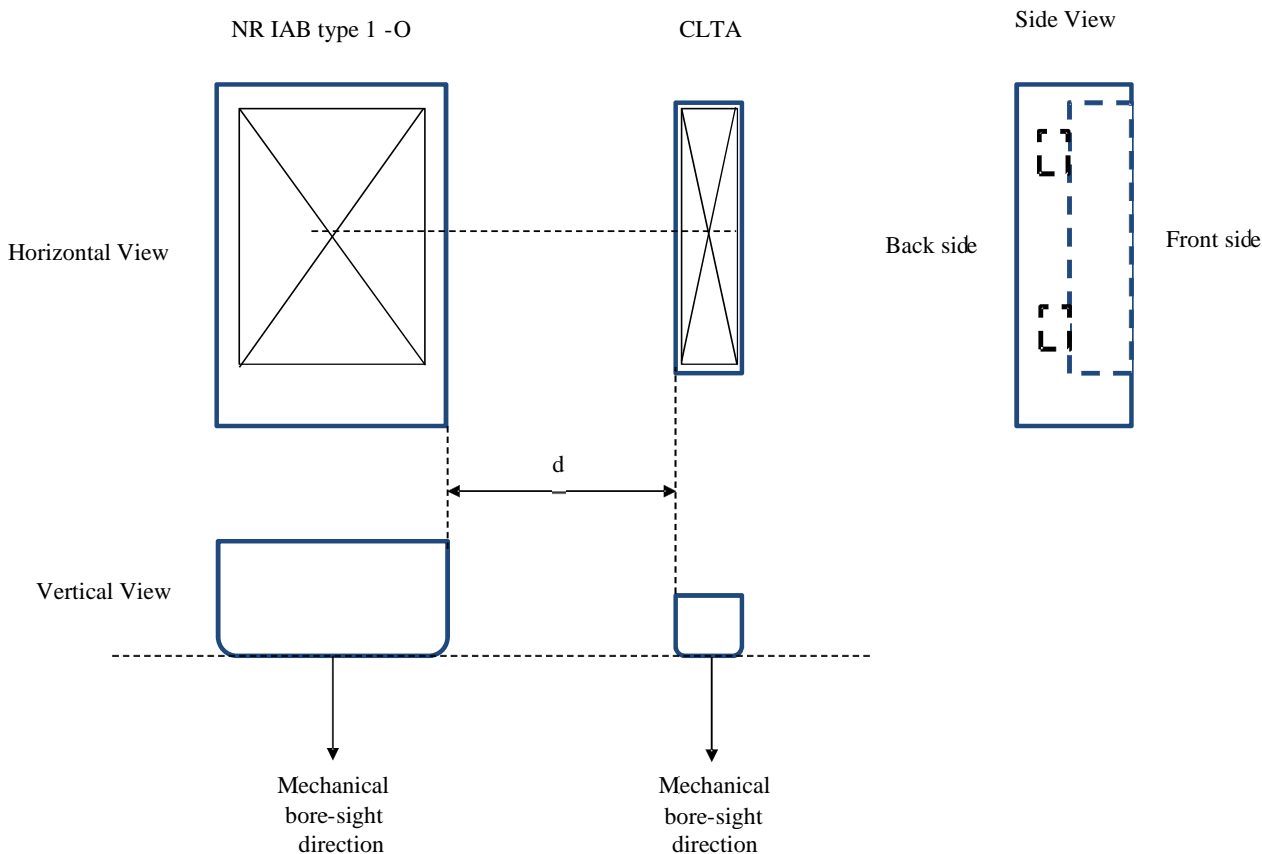 NR IAB type 1 -O
CLTA
Side View
Horizontal View
Back side
Front side
d
Vertical View
Mechanical
bore-sight
direction
Mechanical
bore-sight
direction